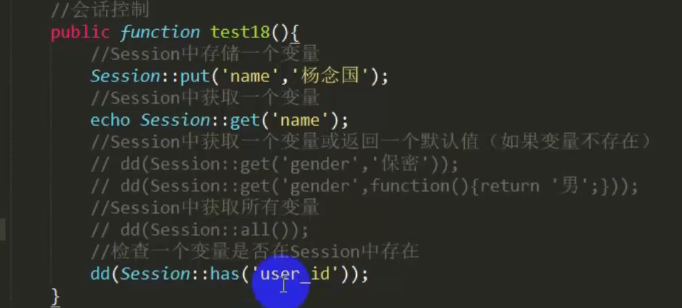 //会话控制
public function test18(){
//Session中存储一个变量
Session::put('name','杨念国');
//Session中获取一个变量
echo Session::get('name');
//Session中获取一个变量或返回一个默认值（如果变量不存在）
// dd(Session::get('gender','保密'));
// dd(Session::get('gender',function(){return '男';}));
//Session中获取所有变量
// dd(Session::all());
//检查一个变量是否在Session中存在
dd(Session::has('user_id'));
}